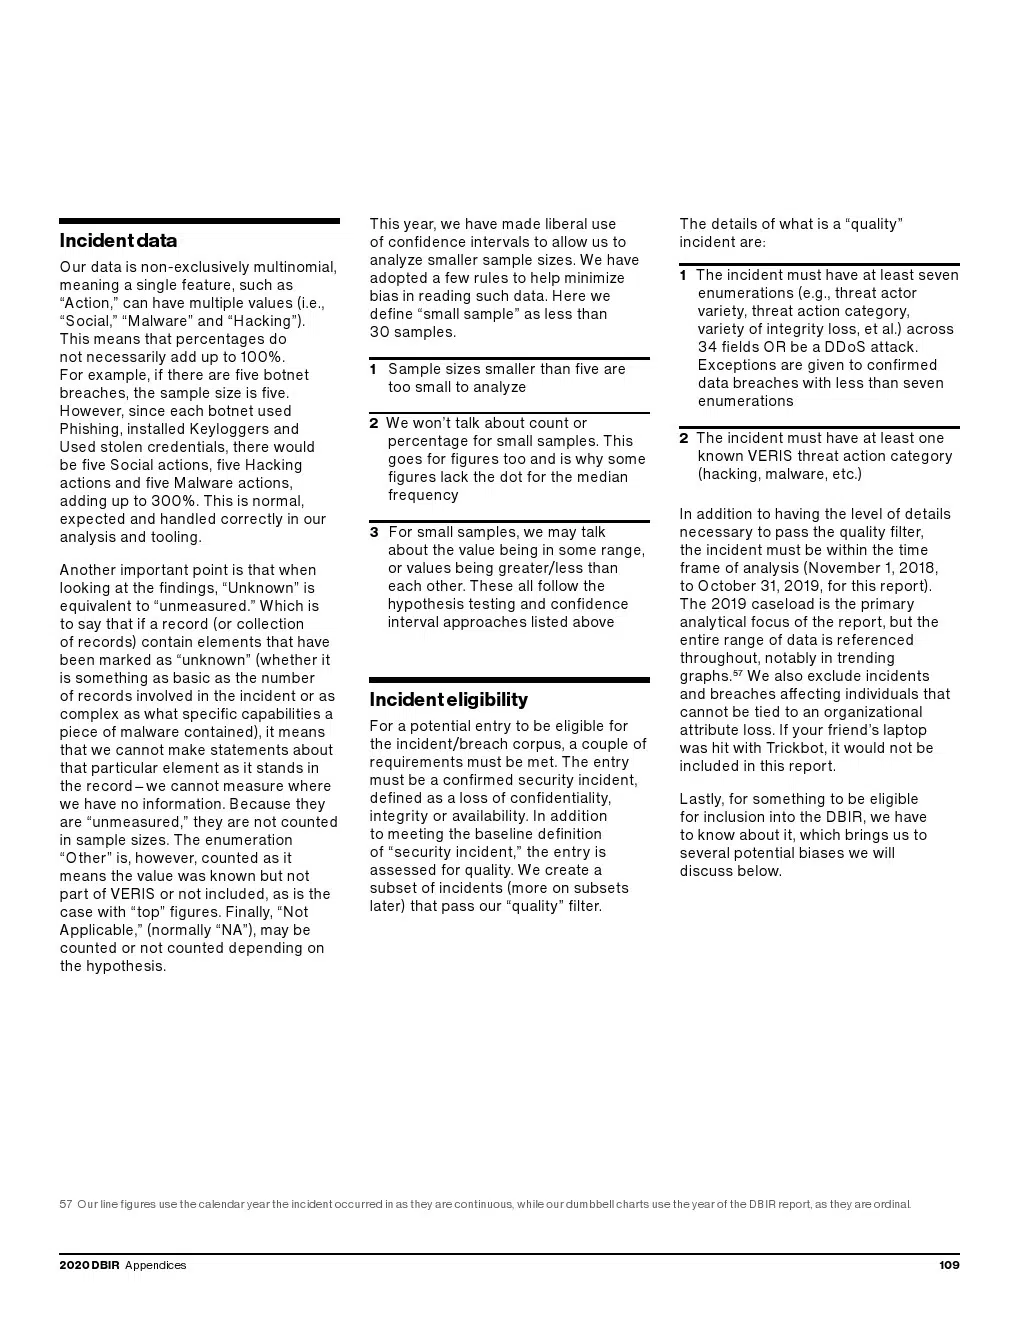 Incident data
Our data is non-exclusively multinomial,
meaning a single feature, such as
“Action,” can have multiple values (i.e.,
“Social,” “Malware” and “Hacking”).
This means that percentages do
not necessarily add up to 100%.
For example, if there are five botnet
breaches, the sample size is five.
However, since each botnet used
Phishing, installed Keyloggers and
Used stolen credentials, there would
be five Social actions, five Hacking
actions and five Malware actions,
adding up to 300%. This is normal,
expected and handled correctly in our
analysis and tooling.
Another important point is that when
looking at the findings, “Unknown” is
equivalent to “unmeasured.” Which is
to say that if a record (or collection
of records) contain elements that have
been marked as “unknown” (whether it
is something as basic as the number
of records involved in the incident or as
complex as what specific capabilities a
piece of malware contained), it means
that we cannot make statements about
that particular element as it stands in
the record–we cannot measure where
we have no information. Because they
are “unmeasured,” they are not counted
in sample sizes. The enumeration
“Other” is, however, counted as it
means the value was known but not
part of VERIS or not included, as is the
case with “top” figures. Finally, “Not
Applicable,” (normally “NA”), may be
counted or not counted depending on
the hypothesis.
This year, we have made liberal use
of confidence intervals to allow us to
analyze smaller sample sizes. We have
adopted a few rules to help minimize
bias in reading such data. Here we
define “small sample” as less than
30 samples.
1 Sample sizes smaller than five are
too small to analyze
2 We won’t talk about count or
percentage for small samples. This
goes for figures too and is why some
figures lack the dot for the median
frequency
3 For small samples, we may talk
about the value being in some range,
or values being greater/less than
each other. These all follow the
hypothesis testing and confidence
interval approaches listed above
Incident eligibility
For a potential entry to be eligible for
the incident/breach corpus, a couple of
requirements must be met. The entry
must be a confirmed security incident,
defined as a loss of confidentiality,
integrity or availability. In addition
to meeting the baseline definition
of “security incident,” the entry is
assessed for quality. We create a
subset of incidents (more on subsets
later) that pass our “quality” filter.
The details of what is a “quality”
incident are:
1 The incident must have at least seven
enumerations (e.g., threat actor
variety, threat action category,
variety of integrity loss, et al.) across
34 fields OR be a DDoS attack.
Exceptions are given to confirmed
data breaches with less than seven
enumerations
2 The incident must have at least one
known VERIS threat action category
(hacking, malware, etc.)
In addition to having the level of details
necessary to pass the quality filter,
the incident must be within the time
frame of analysis (November 1, 2018,
to October 31, 2019, for this report).
The 2019 caseload is the primary
analytical focus of the report, but the
entire range of data is referenced
throughout, notably in trending
graphs.⁵⁷ We also exclude incidents
and breaches affecting individuals that
cannot be tied to an organizational
attribute loss. If your friend’s laptop
was hit with Trickbot, it would not be
included in this report.
Lastly, for something to be eligible
for inclusion into the DBIR, we have
to know about it, which brings us to
several potential biases we will
discuss below.
57 Our line figures use the calendar year the incident occurred in as they are continuous, while our dumbbell charts use the year of the DBIR report, as they are ordinal.
2020 DBIR Appendices
109